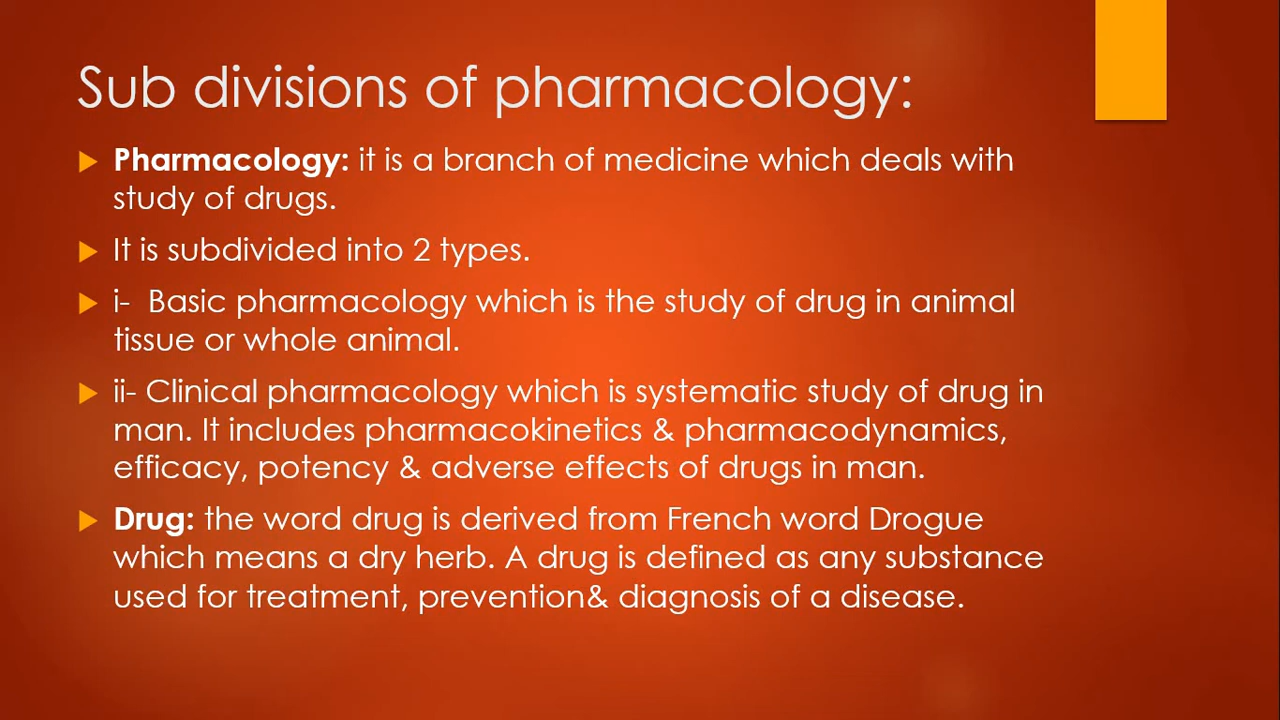 Sub divisions of pharmacology:
Pharmacology: it is a branch of medicine which deals with
study of drugs.
It is subdivided into 2 types.
i-  Basic pharmacology which is the study of drug in animal
tissue or whole animal.
ii- Clinical pharmacology which is systematic study of drug in
man. It includes pharmacokinetics & pharmacodynamics,
efficacy, potency & adverse effects of drugs in man.
Drug: the word drug is derived from French word Drogue
which means a dry herb. A drug is defined as any substance
used for treatment, prevention& diagnosis of a disease.